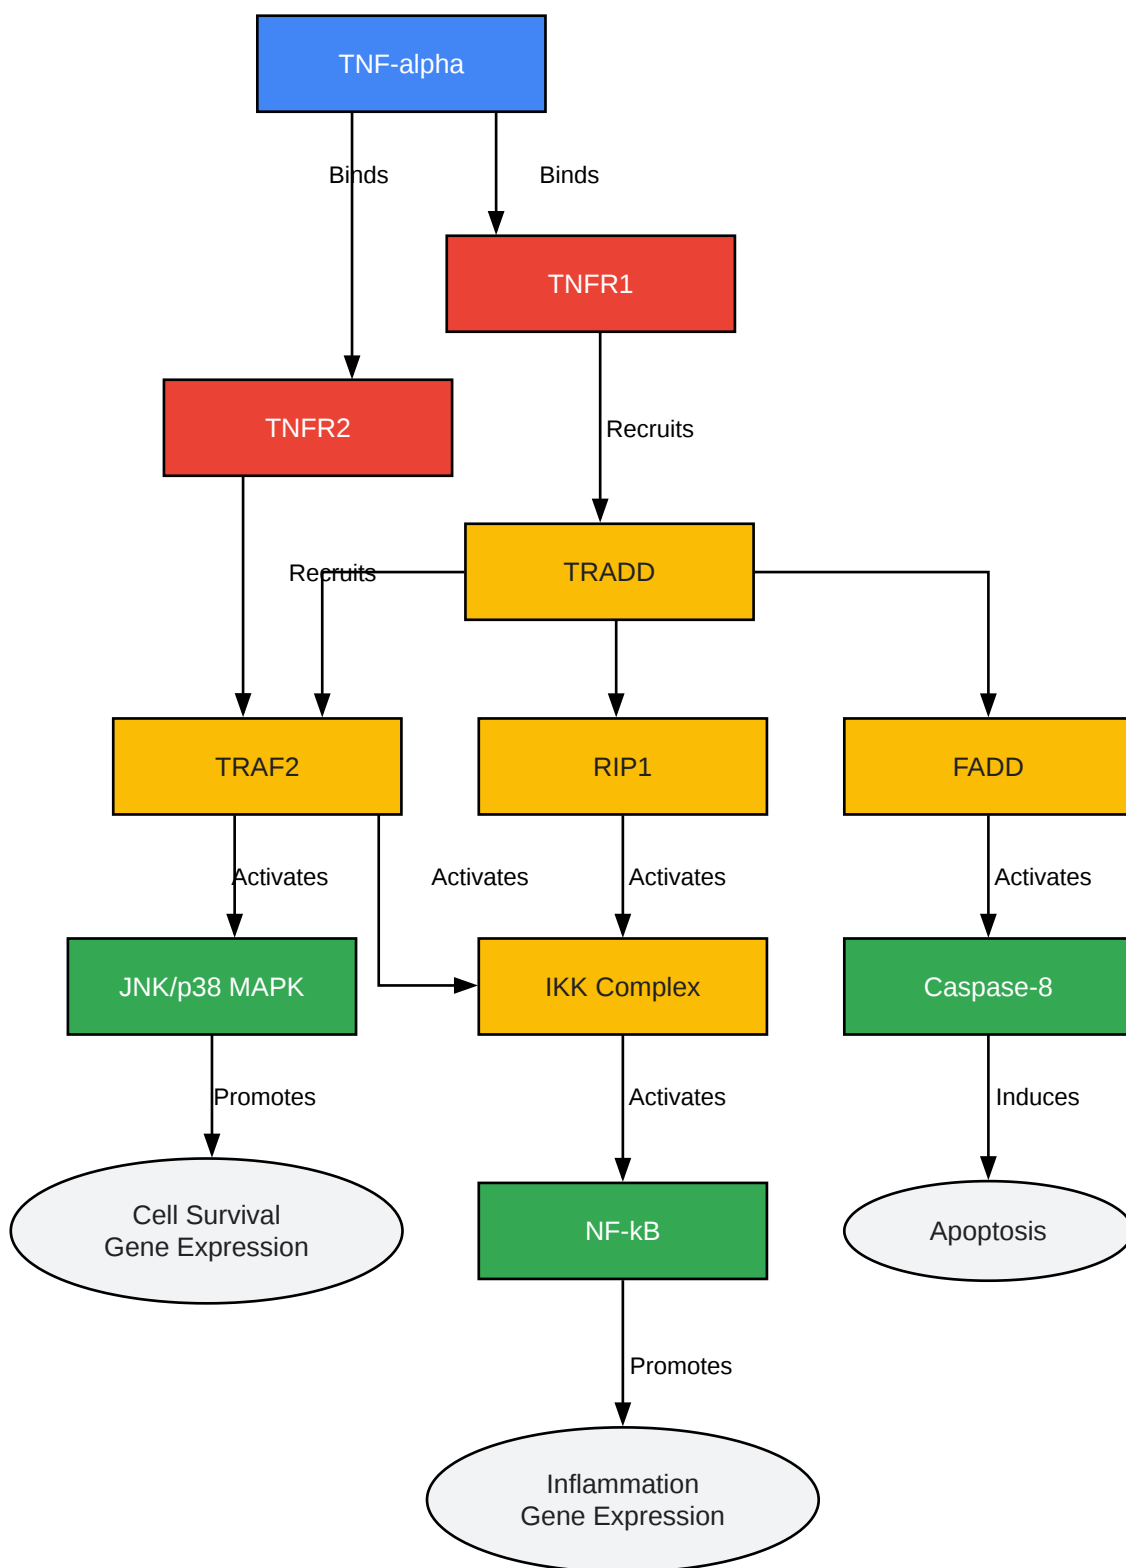 TNF-alpha
Binds
Binds
TNFR1
TNFR2
Recruits
Recruits
TRADD
TRAF2
RIP1
FADD
Activates
Activates
Activates
Activates
JNK/p38 MAPK
IKK Complex
Caspase-8
Promotes
Activates
Induces
Cell Survival
Gene Expression
NF-kB
Apoptosis
Promotes
Inflammation
Gene Expression